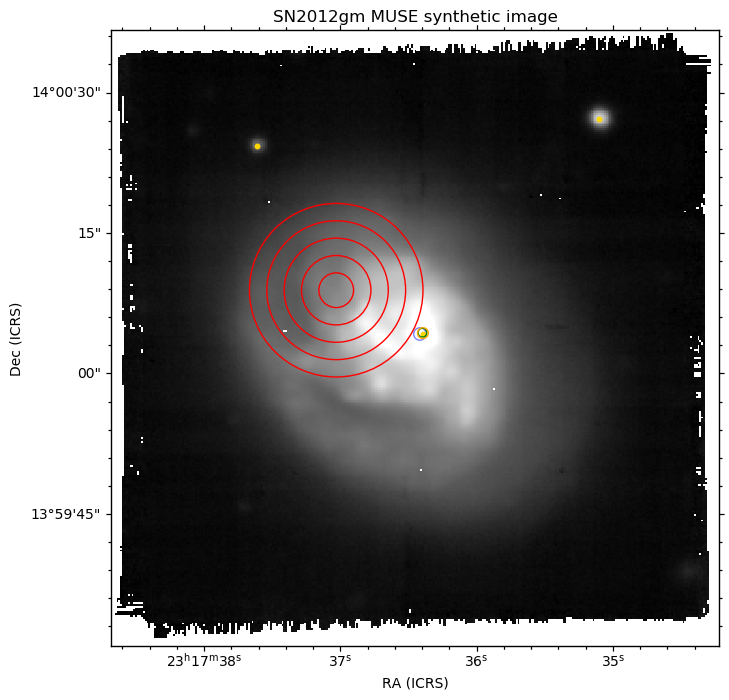 SN2012gm MUSE synthetic image
14°00'30"
15"
00"
13°59'45"
Dec (ICRS)
23ʰ17ᵐ38ˢ
37ˢ
36ˢ
35ˢ
RA (ICRS)